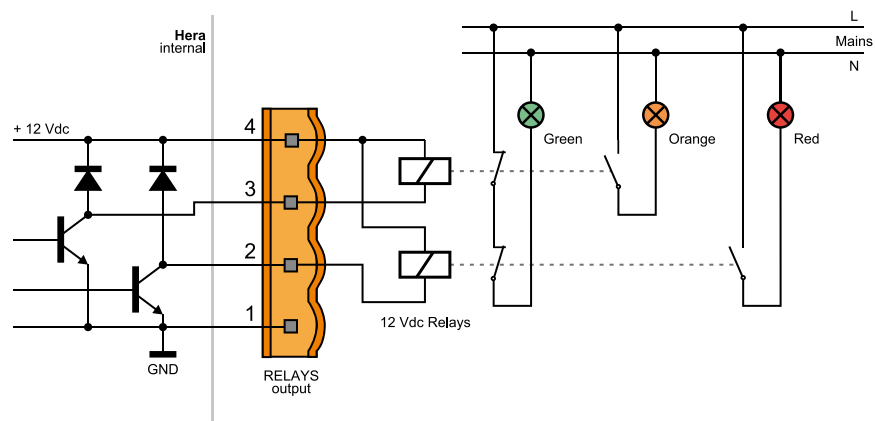 Hera
internal
L
Mains
N
+ 12 Vdc
4
Green
Orange
Red
3
2
1
12 Vdc Relays
GND
RELAYS
output